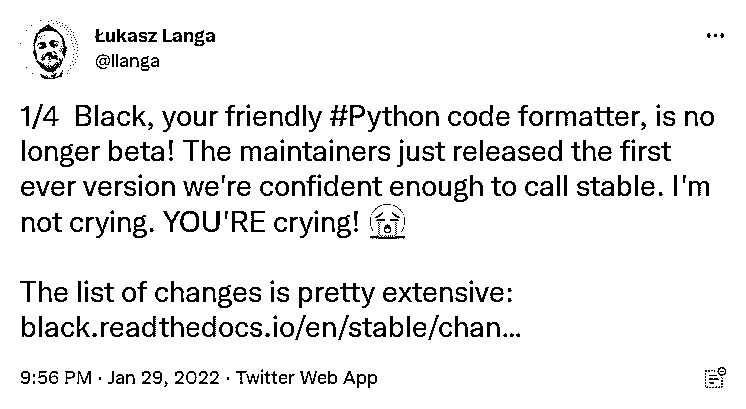 Łukasz Langa
@llanga
1/4  Black, your friendly #Python code formatter, is no
longer beta! The maintainers just released the first
ever version we're confident enough to call stable. I'm
not crying. YOU'RE crying! 😭
The list of changes is pretty extensive:
black.readthedocs.io/en/stable/chan…
9:56 PM · Jan 29, 2022 · Twitter Web App